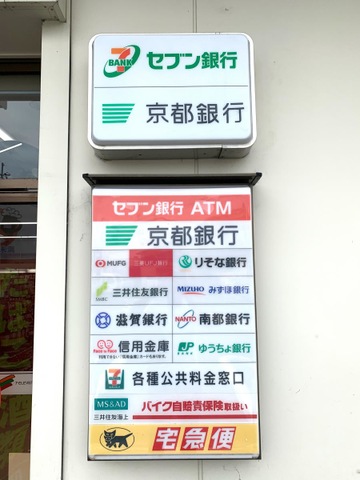 7
BANK セブン銀行
京都銀行
セブン銀行 ATM
京都銀行
MUFG 三菱UFJ銀行 りそな銀行
SMBC 三井住友銀行 MIZUHO みずほ銀行
滋賀銀行 NANTO 南都銀行
Face to Face 信用金庫 JP BANK ゆうちょ銀行
各種公共料金窓口
MS&AD バイク自賠責保険取扱い
三井住友海上
宅急便